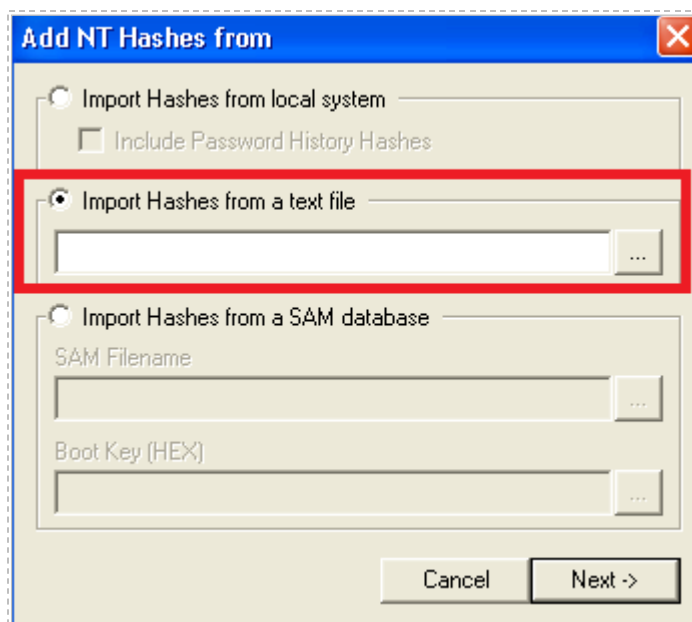 Add NT Hashes from
Import Hashes from local system
Include Password History Hashes
Import Hashes from a text file
...
Import Hashes from a SAM database
SAM Filename
...
Boot Key (HEX)
...
Cancel
Next ->